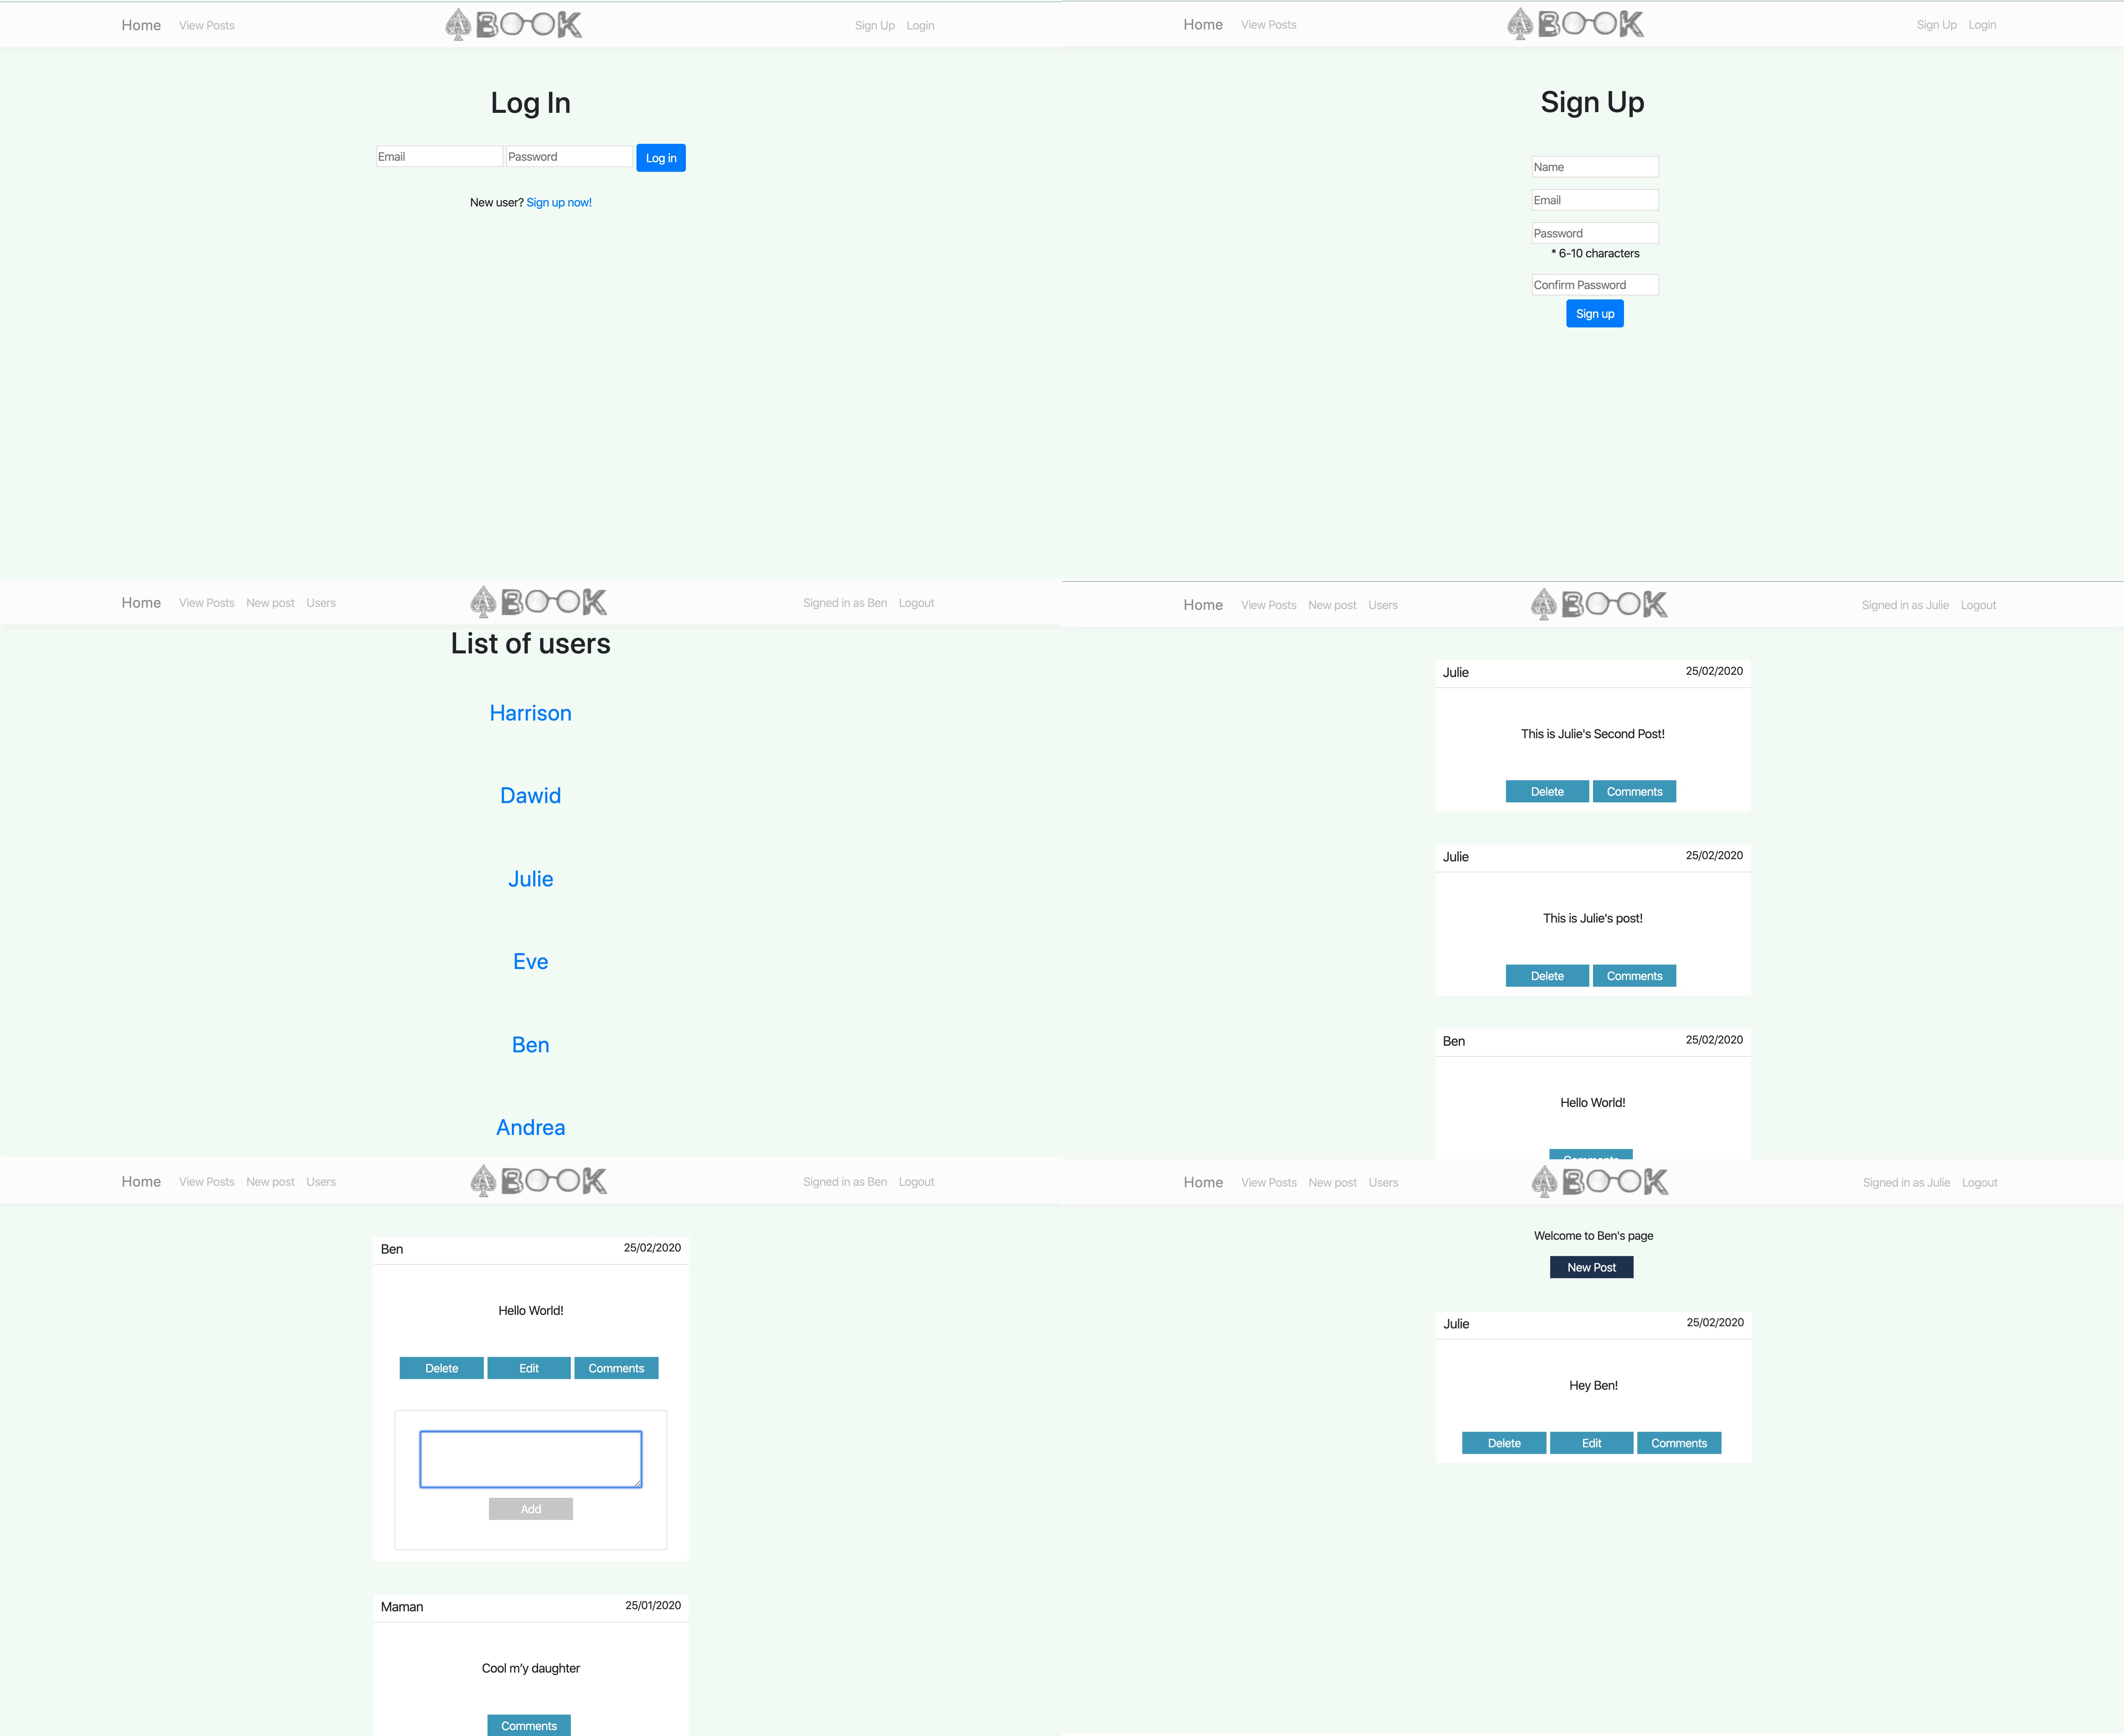 Home View Posts ABOOK Sign Up Login
Log In
Email Password Log in
New user? Sign up now!
Home View Posts ABOOK Sign Up Login
Sign Up
Name
Email
Password
* 6-10 characters
Confirm Password
Sign up
Home View Posts New post Users ABOOK Signed in as Ben Logout
List of users
Harrison
Dawid
Julie
Eve
Ben
Andrea
Home View Posts New post Users ABOOK Signed in as Julie Logout
Julie 25/02/2020
This is Julie's Second Post!
Delete Comments
Julie 25/02/2020
This is Julie's post!
Delete Comments
Ben 25/02/2020
Hello World!
Comments
Home View Posts New post Users ABOOK Signed in as Ben Logout
Ben 25/02/2020
Hello World!
Delete Edit Comments
Add
Maman 25/01/2020
Cool m’y daughter
Comments
Home View Posts New post Users ABOOK Signed in as Julie Logout
Welcome to Ben's page
New Post
Julie 25/02/2020
Hey Ben!
Delete Edit Comments